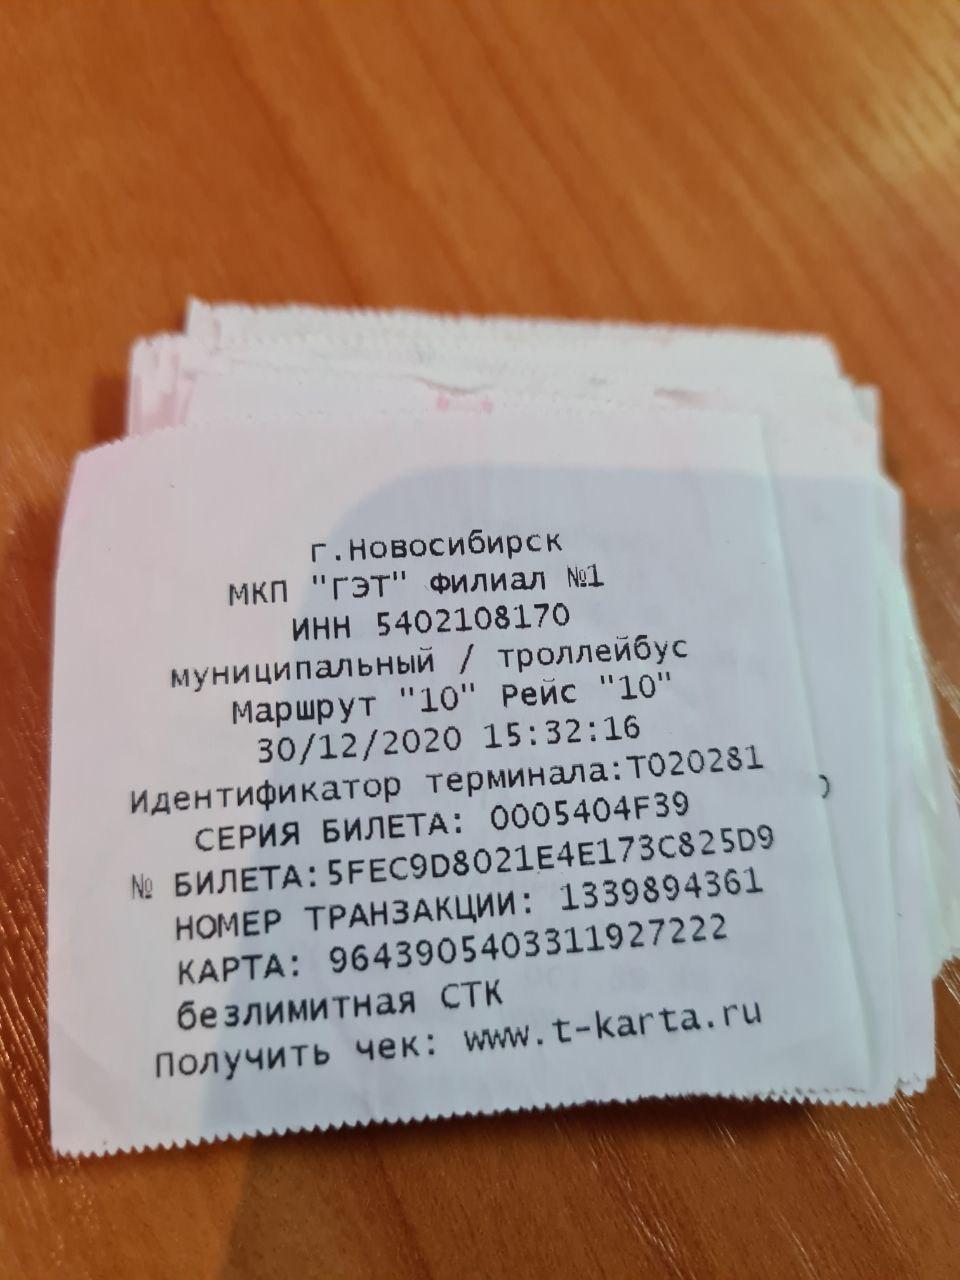 г.Новосибирск
МКП "ГЭТ" Филиал №1
ИНН 5402108170
муниципальный / троллейбус
Маршрут "10" Рейс "10"
30/12/2020 15:32:16
Идентификатор терминала:T020281
СЕРИЯ БИЛЕТА: 0005404F39
№ БИЛЕТА:5FEC9D8021E4E173C825D9
НОМЕР ТРАНЗАКЦИИ: 1339894361
КАРТА: 9643905403311927222
безлимитная СТК
Получить чек: www.t-karta.ru